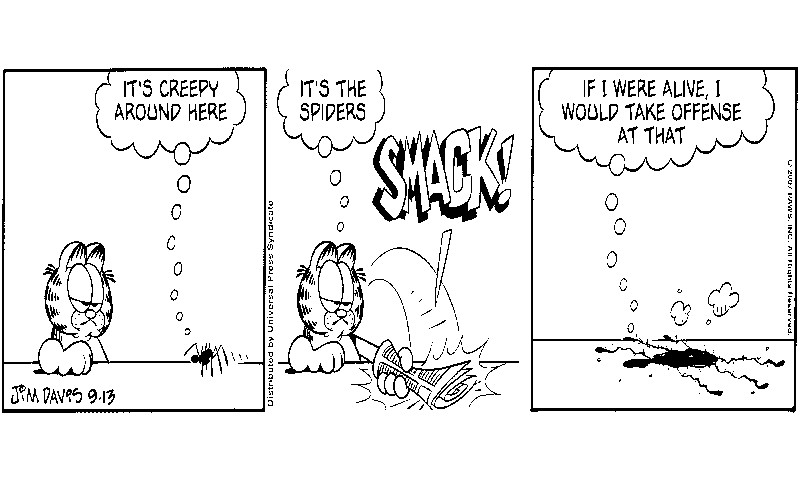 IT'S CREEPY
AROUND HERE
JIM DAVIS 9·13
Distributed by Universal Press Syndicate
IT'S THE
SPIDERS
SMACK!
IF I WERE ALIVE, I
WOULD TAKE OFFENSE
AT THAT
© 2007 PAWS, INC. All Rights Reserved.